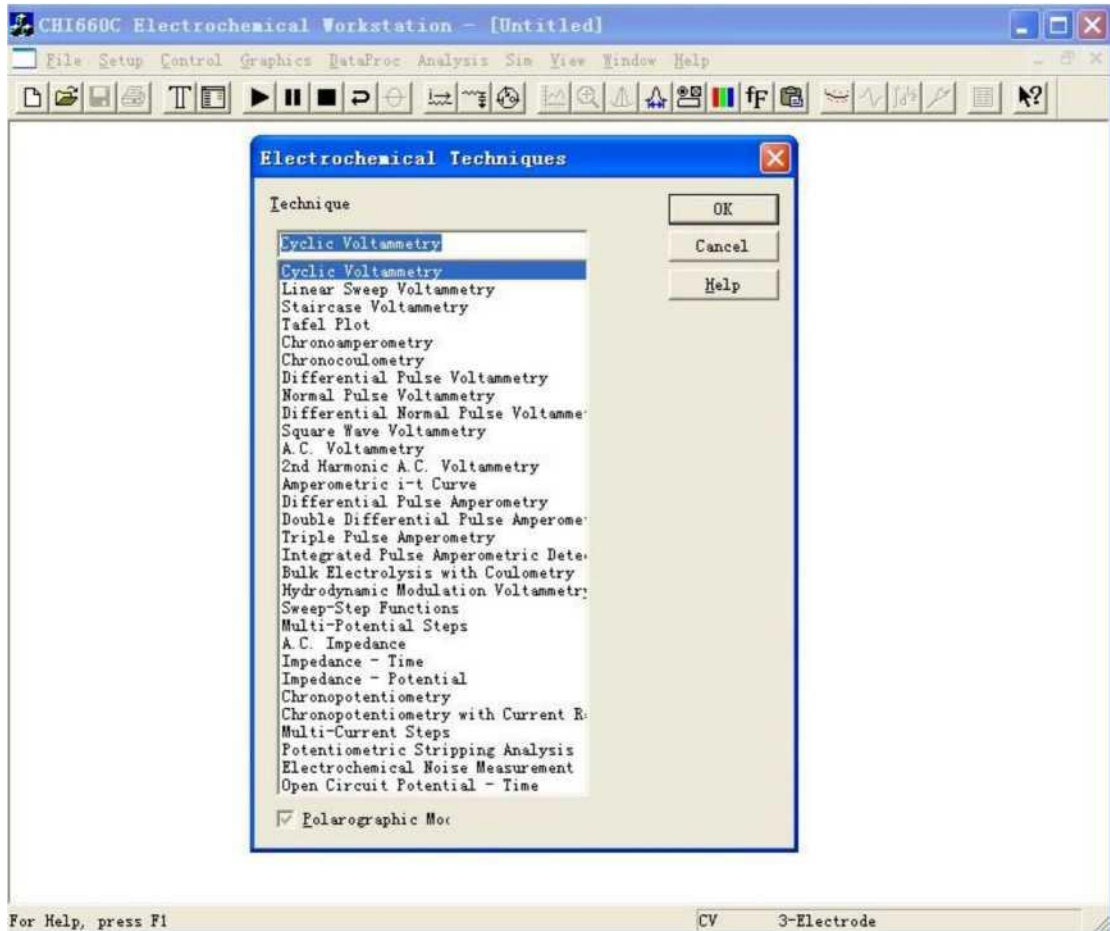 CHI660C Electrochemical Workstation - [Untitled]
File Setup Control Graphics DataProc Analysis Sim View Window Help
Electrochemical Techniques
Technique
OK
Cyclic Voltammetry
Cancel
Help
Cyclic Voltammetry
Linear Sweep Voltammetry
Staircase Voltammetry
Tafel Plot
Chronoamperometry
Chronocoulometry
Differential Pulse Voltammetry
Normal Pulse Voltammetry
Differential Normal Pulse Voltamme
Square Wave Voltammetry
A.C. Voltammetry
2nd Harmonic A.C. Voltammetry
Amperometric i-t Curve
Differential Pulse Amperometry
Double Differential Pulse Amperome
Triple Pulse Amperometry
Integrated Pulse Amperometric Dete
Bulk Electrolysis with Coulometry
Hydrodynamic Modulation Voltammetry
Sweep-Step Functions
Multi-Potential Steps
A.C. Impedance
Impedance - Time
Impedance - Potential
Chronopotentiometry
Chronopotentiometry with Current R
Multi-Current Steps
Potentiometric Stripping Analysis
Electrochemical Noise Measurement
Open Circuit Potential - Time
Polarographic Moc
For Help, press F1
CV 3-Electrode